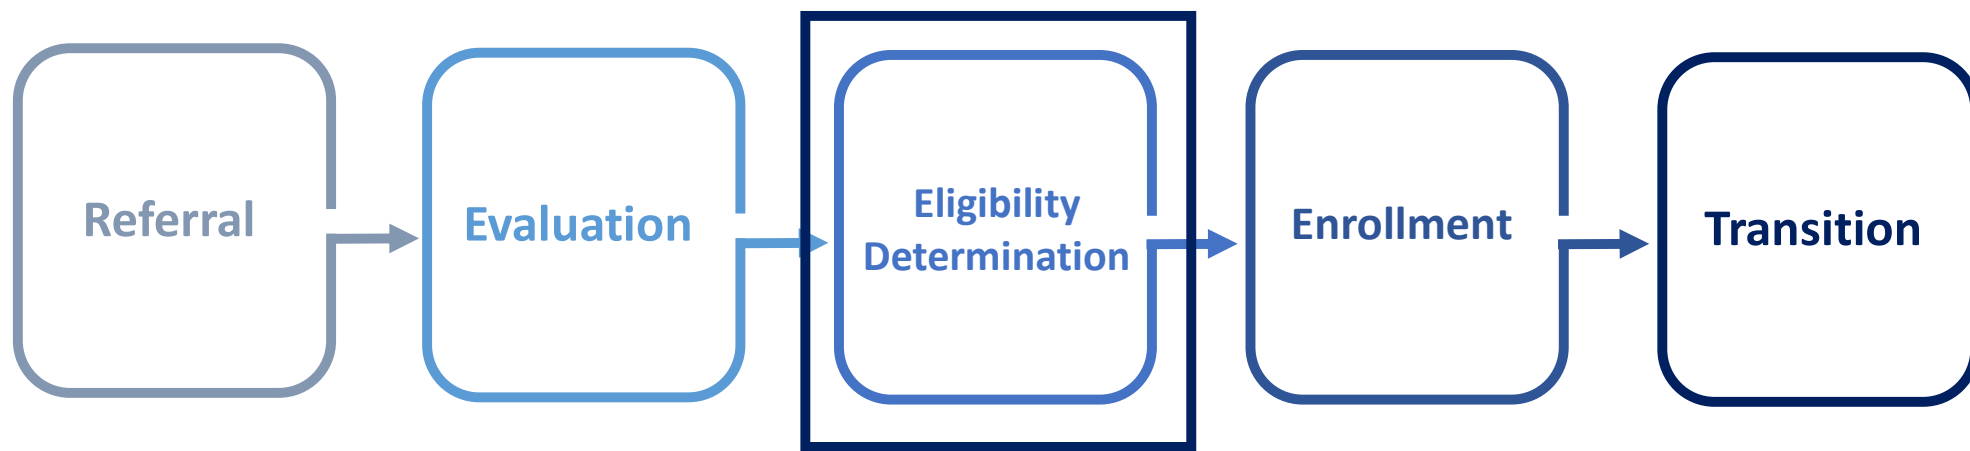 Referral
Evaluation
Eligibility
Determination
Enrollment
Transition